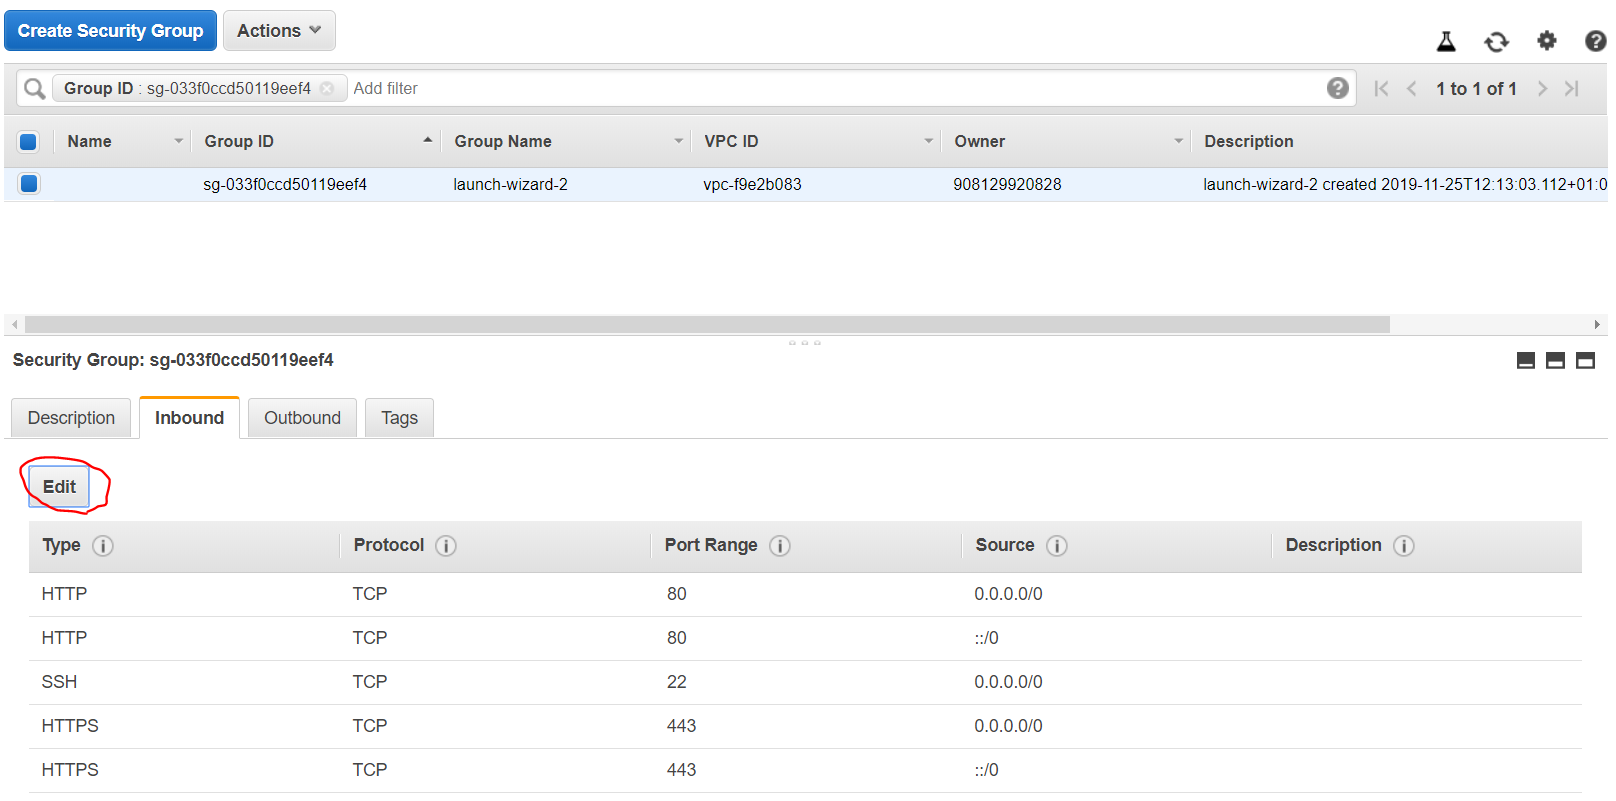 Create Security Group Actions
Group ID : sg-033f0ccd50119eef4 Add filter 1 to 1 of 1
Name Group ID Group Name VPC ID Owner Description
sg-033f0ccd50119eef4 launch-wizard-2 vpc-f9e2b083 908129920828 launch-wizard-2 created 2019-11-25T12:13:03.112+01:0
Security Group: sg-033f0ccd50119eef4
Description Inbound Outbound Tags
Edit
Type Protocol Port Range Source Description
HTTP TCP 80 0.0.0.0/0
HTTP TCP 80 ::/0
SSH TCP 22 0.0.0.0/0
HTTPS TCP 443 0.0.0.0/0
HTTPS TCP 443 ::/0